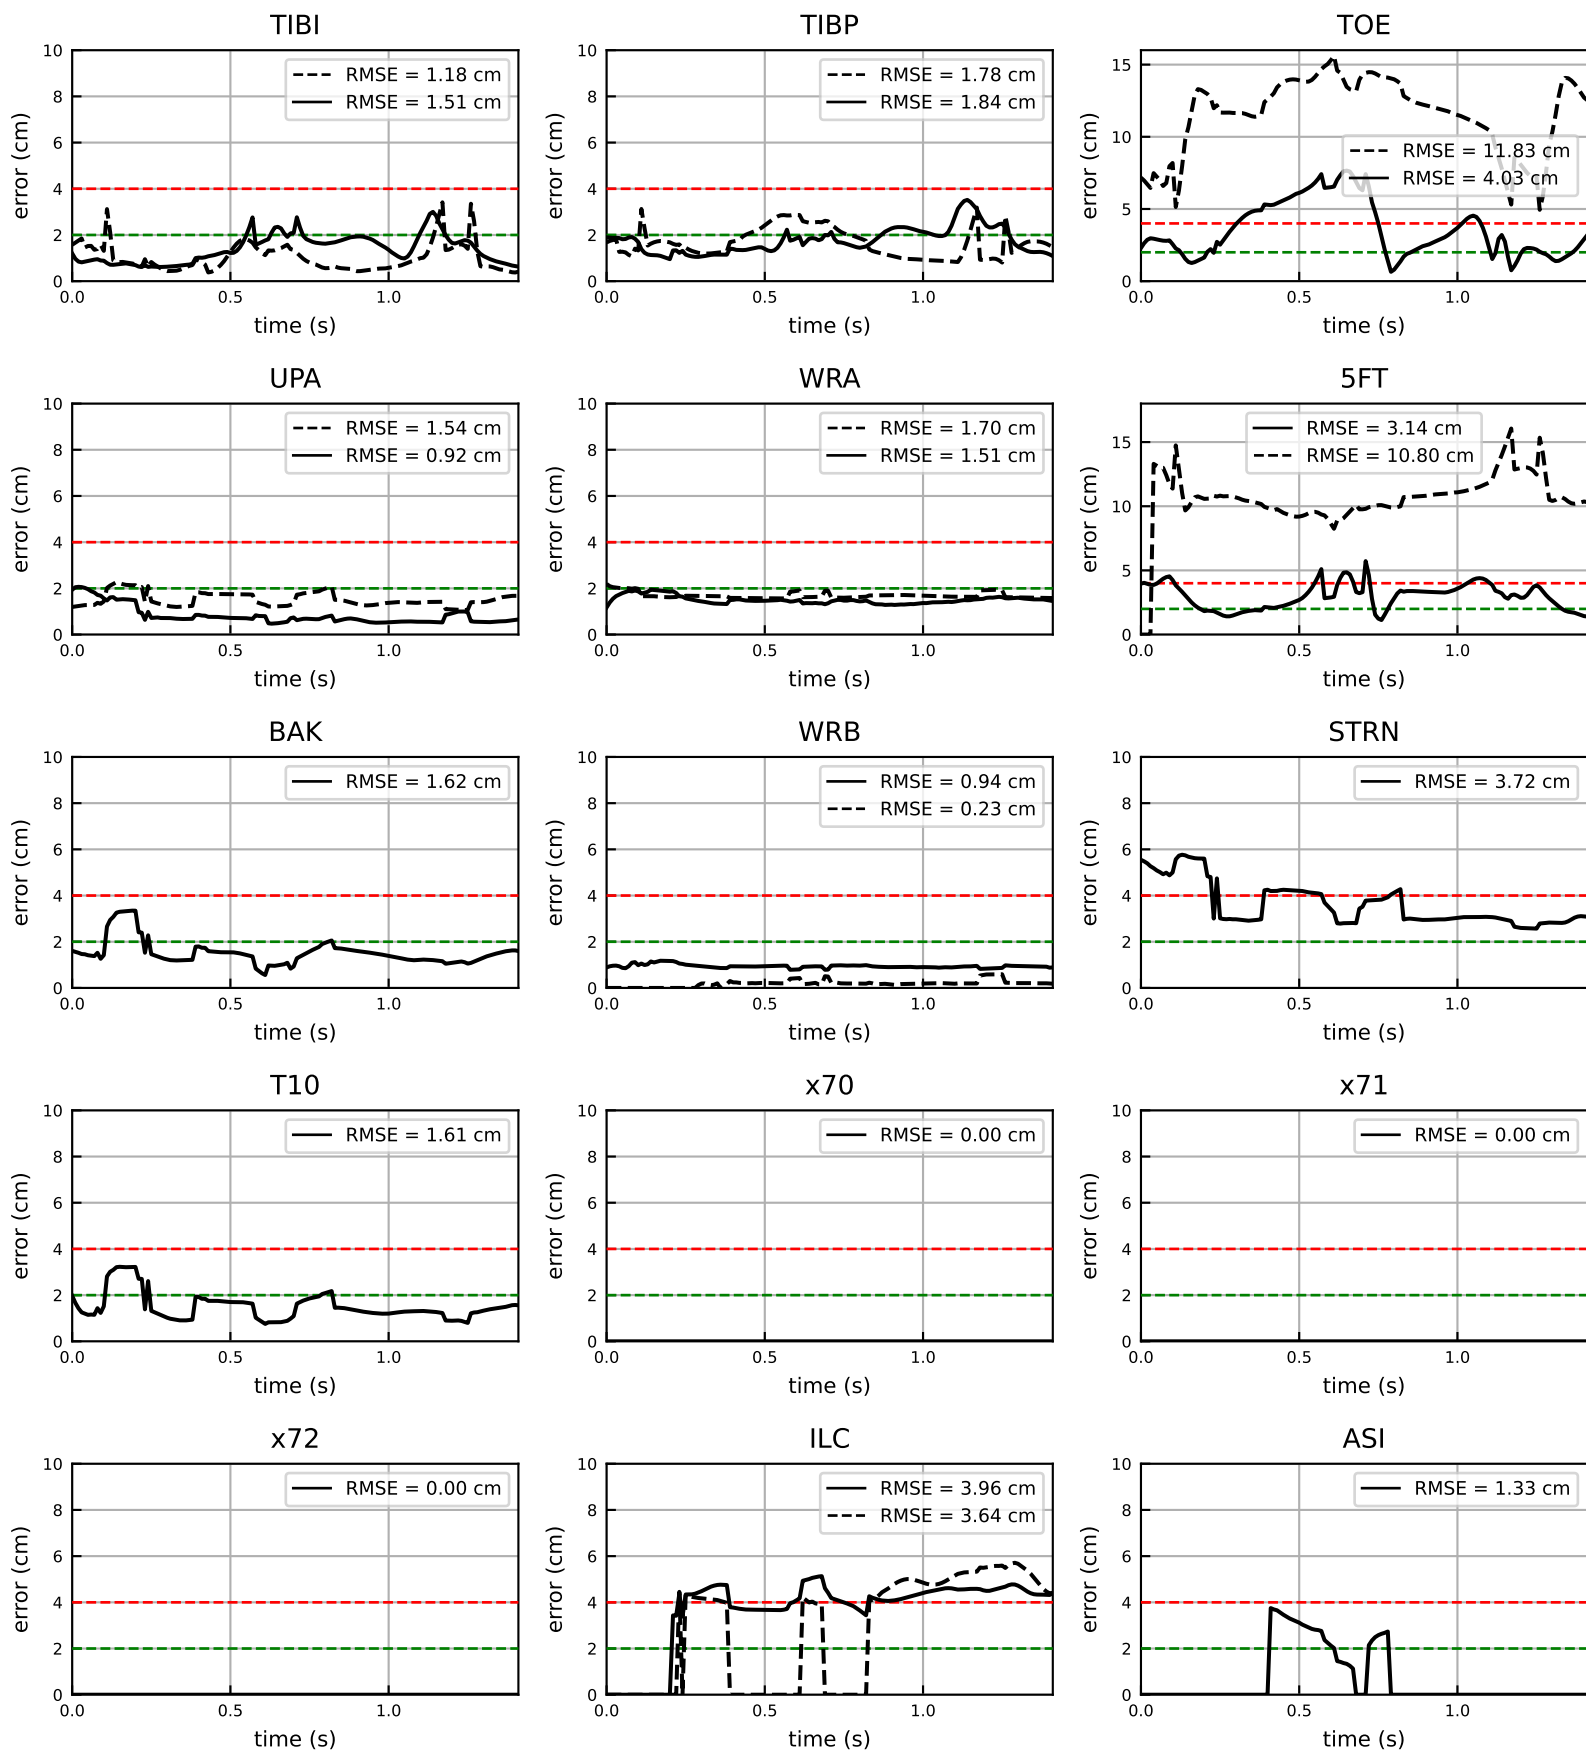 TIBI
TIBP
TOE
10
8
6
4
2
0
error (cm)
RMSE = 1.18 cm
RMSE = 1.51 cm
0.0 0.5 1.0
time (s)
10
8
6
4
2
0
error (cm)
RMSE = 1.78 cm
RMSE = 1.84 cm
0.0 0.5 1.0
time (s)
15
10
5
0
error (cm)
RMSE = 11.83 cm
RMSE = 4.03 cm
0.0 0.5 1.0
time (s)
UPA
WRA
5FT
10
8
6
4
2
0
error (cm)
RMSE = 1.54 cm
RMSE = 0.92 cm
0.0 0.5 1.0
time (s)
10
8
6
4
2
0
error (cm)
RMSE = 1.70 cm
RMSE = 1.51 cm
0.0 0.5 1.0
time (s)
15
10
5
0
error (cm)
RMSE = 3.14 cm
RMSE = 10.80 cm
0.0 0.5 1.0
time (s)
BAK
WRB
STRN
10
8
6
4
2
0
error (cm)
RMSE = 1.62 cm
0.0 0.5 1.0
time (s)
10
8
6
4
2
0
error (cm)
RMSE = 0.94 cm
RMSE = 0.23 cm
0.0 0.5 1.0
time (s)
10
8
6
4
2
0
error (cm)
RMSE = 3.72 cm
0.0 0.5 1.0
time (s)
T10
x70
x71
10
8
6
4
2
0
error (cm)
RMSE = 1.61 cm
0.0 0.5 1.0
time (s)
10
8
6
4
2
0
error (cm)
RMSE = 0.00 cm
0.0 0.5 1.0
time (s)
10
8
6
4
2
0
error (cm)
RMSE = 0.00 cm
0.0 0.5 1.0
time (s)
x72
ILC
ASI
10
8
6
4
2
0
error (cm)
RMSE = 0.00 cm
0.0 0.5 1.0
time (s)
10
8
6
4
2
0
error (cm)
RMSE = 3.96 cm
RMSE = 3.64 cm
0.0 0.5 1.0
time (s)
10
8
6
4
2
0
error (cm)
RMSE = 1.33 cm
0.0 0.5 1.0
time (s)